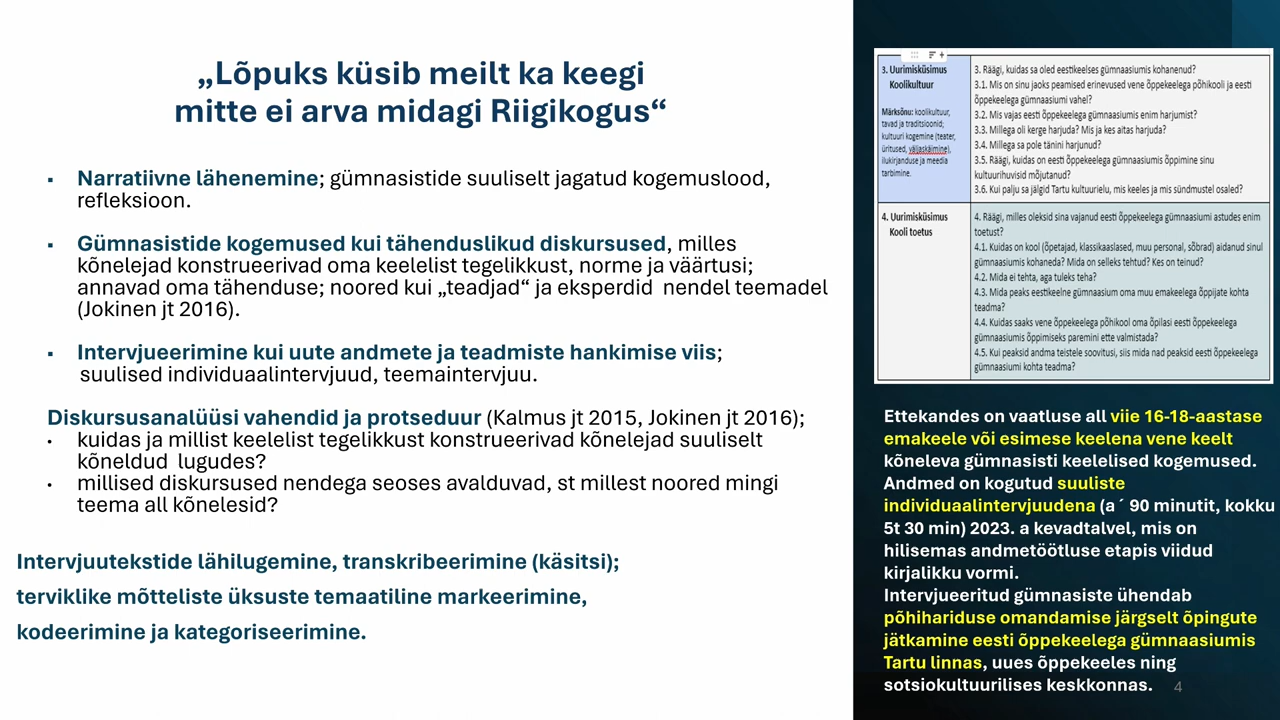 „Lõpuks küsib meilt ka keegi
mitte ei arva midagi Riigikogus“
▪ Narratiivne lähenemine; gümnasistide suuliselt jagatud kogemuslood,
refleksioon.
▪ Gümnasistide kogemused kui tähenduslikud diskursused, milles
kõnelejad konstrueerivad oma keelelist tegelikkust, norme ja väärtusi;
annavad oma tähenduse; noored kui „teadjad“ ja eksperdid nendel teemadel
(Jokinen jt 2016).
▪ Intervjueerimine kui uute andmete ja teadmiste hankimise viis;
suulised individuaalintervjuud, teemaintervjuu.
Diskursusanalüüsi vahendid ja protseduur (Kalmus jt 2015, Jokinen jt 2016);
• kuidas ja millist keelelist tegelikkust konstrueerivad kõnelejad suuliselt
kõneldud lugudes?
• millised diskursused nendega seoses avalduvad, st millest noored mingi
teema all kõnelesid?
Intervjuutekstide lähilugemine, transkribeerimine (käsitsi);
terviklike mõtteliste üksuste temaatiline markeerimine,
kodeerimine ja kategoriseerimine.
3. Uurimisküsimus
Koolikultuur
Märksõnu: koolikultuur,
tavad ja traditsioonid;
kultuuri kogemine (teater,
üritused, väljaskäimine),
ilukirjanduse ja meedia
tarbimine.
3. Räägi, kuidas sa oled eestikeelses gümnaasiumis kohanenud?
3.1. Mis on sinu jaoks peamised erinevused vene õppekeelega põhikooli ja eesti
õppekeelega gümnaasiumi vahel?
3.2. Mis vajas eesti õppekeelega gümnaasiumis enim harjumist?
3.3. Millega oli kerge harjuda? Mis ja kes aitas harjuda?
3.4. Millega sa pole tänini harjunud?
3.5. Räägi, kuidas on eesti õppekeelega gümnaasiumis õppimine sinu
kultuurihuvisid mõjutanud?
3.6. Kui palju sa jälgid Tartu kultuurielu, mis keeles ja mis sündmustel osaled?
4. Uurimisküsimus
Kooli toetus
4. Räägi, milles oleksid sina vajanud eesti õppekeelega gümnaasiumi astudes enim
toetust?
4.1. Kuidas on kool (õpetajad, klassikaaslased, muu personal, sõbrad) aidanud sinul
gümnaasiumis kohaneda? Mida on selleks tehtud? Kes on teinud?
4.2. Mida ei tehta, aga tuleks teha?
4.3. Mida peaks eestikeelne gümnaasium oma muu emakeelega õppijate kohta
teadma?
4.4. Kuidas saaks vene õppekeelega põhikool oma õpilasi eesti õppekeelega
gümnaasiumis õppimiseks paremini ette valmistada?
4.5. Kui peaksid andma teistele soovitusi, siis mida nad peaksid eesti õppekeelega
gümnaasiumi kohta teadma?
Ettekandes on vaatluse all viie 16-18-aastase
emakeele või esimese keelena vene keelt
kõneleva gümnasisti keelelised kogemused.
Andmed on kogutud suuliste
individuaalintervjuudena (a´ 90 minutit, kokku
5t 30 min) 2023. a kevadtalvel, mis on
hilisemas andmetöötluse etapis viidud
kirjalikku vormi.
Intervjueeritud gümnasiste ühendab
põhihariduse omandamise järgselt õpingute
jätkamine eesti õppekeelega gümnaasiumis
Tartu linnas, uues õppekeeles ning
sotsiokultuurilises keskkonnas.
4